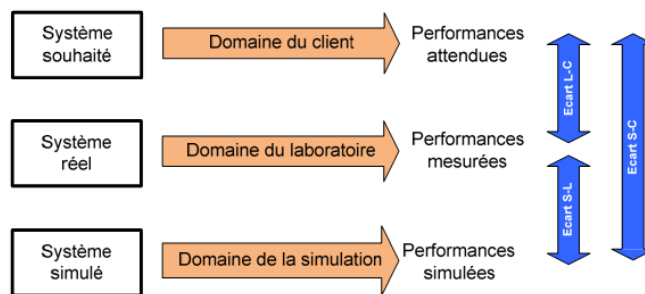 Système
souhaité
Domaine du client
Performances
attendues
Ecart L-C
Ecart S-C
Système
réel
Domaine du laboratoire
Performances
mesurées
Ecart S-L
Système
simulé
Domaine de la simulation
Performances
simulées